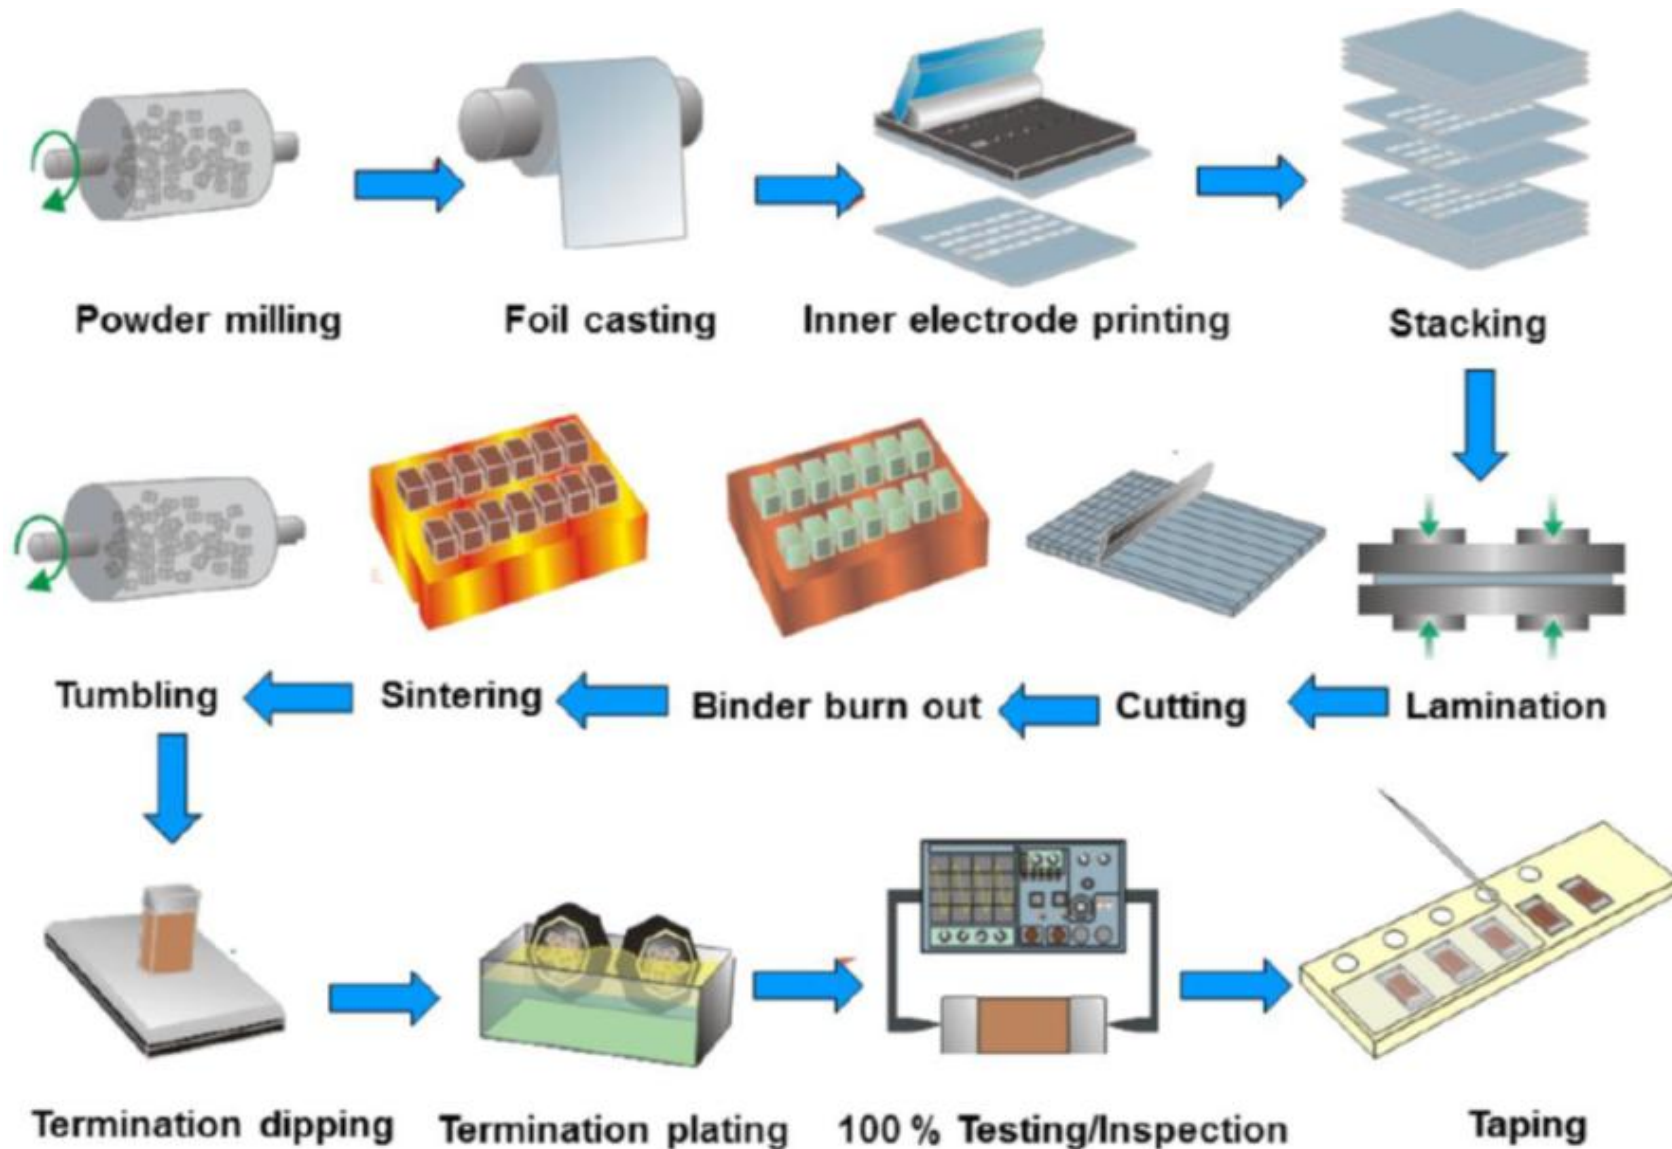 Powder milling
Foil casting
Inner electrode printing
Stacking
Tumbling
Sintering
Binder burn out
Cutting
Lamination
Termination dipping
Termination plating
100 % Testing/Inspection
Taping